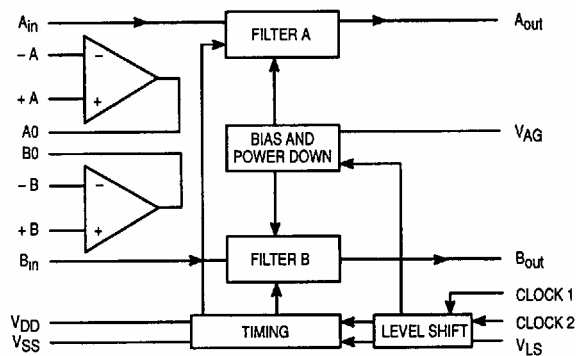 Ain
FILTER A
Aout
– A
–
+ A
+
A0
B0
BIAS AND
POWER DOWN
VAG
– B
–
+ B
+
Bin
FILTER B
Bout
CLOCK 1
VDD
TIMING
LEVEL SHIFT
CLOCK 2
VSS
VLS